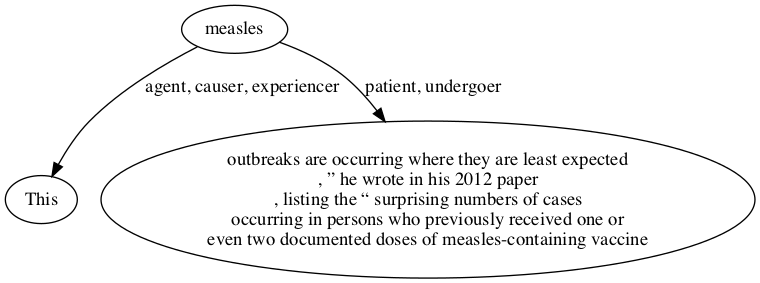 measles
agent, causer, experiencer
patient, undergoer
This
outbreaks are occurring where they are least expected
, ” he wrote in his 2012 paper
, listing the “ surprising numbers of cases
occurring in persons who previously received one or
even two documented doses of measles-containing vaccine